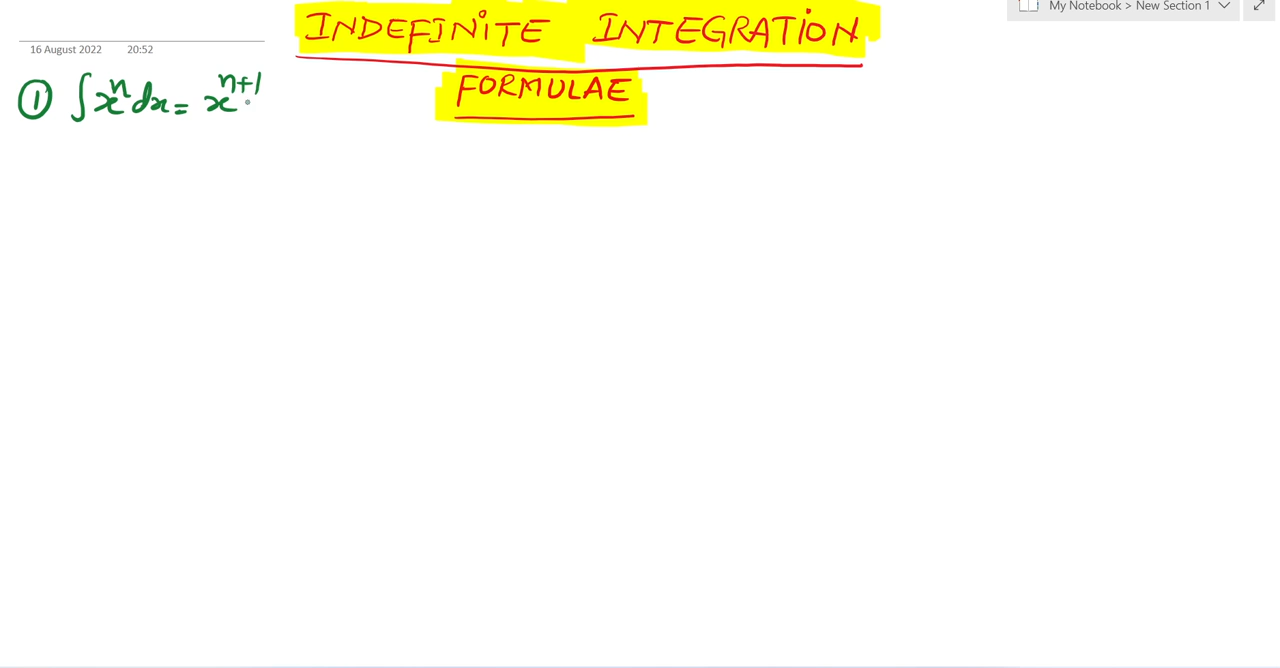 My Notebook > New Section 1
INDEFINITE INTEGRATION
FORMULAE
16 August 2022 20:52
① ∫xⁿdx = xⁿ⁺¹